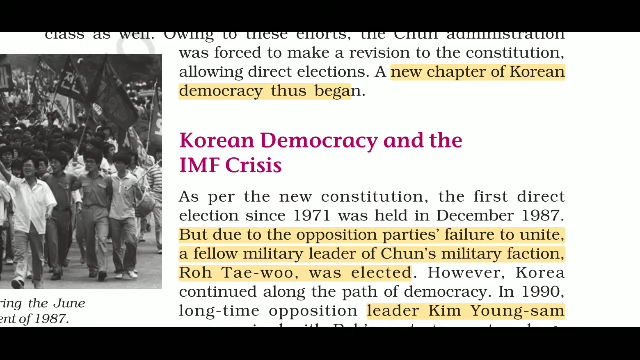 class as well. Owing to these efforts, the Chun administration
was forced to make a revision to the constitution,
allowing direct elections. A new chapter of Korean
democracy thus began.
Korean Democracy and the
IMF Crisis
As per the new constitution, the first direct
election since 1971 was held in December 1987.
But due to the opposition parties’ failure to unite,
a fellow military leader of Chun’s military faction,
Roh Tae-woo, was elected. However, Korea
continued along the path of democracy. In 1990,
long-time opposition leader Kim Young-sam
ring the June
ent of 1987.